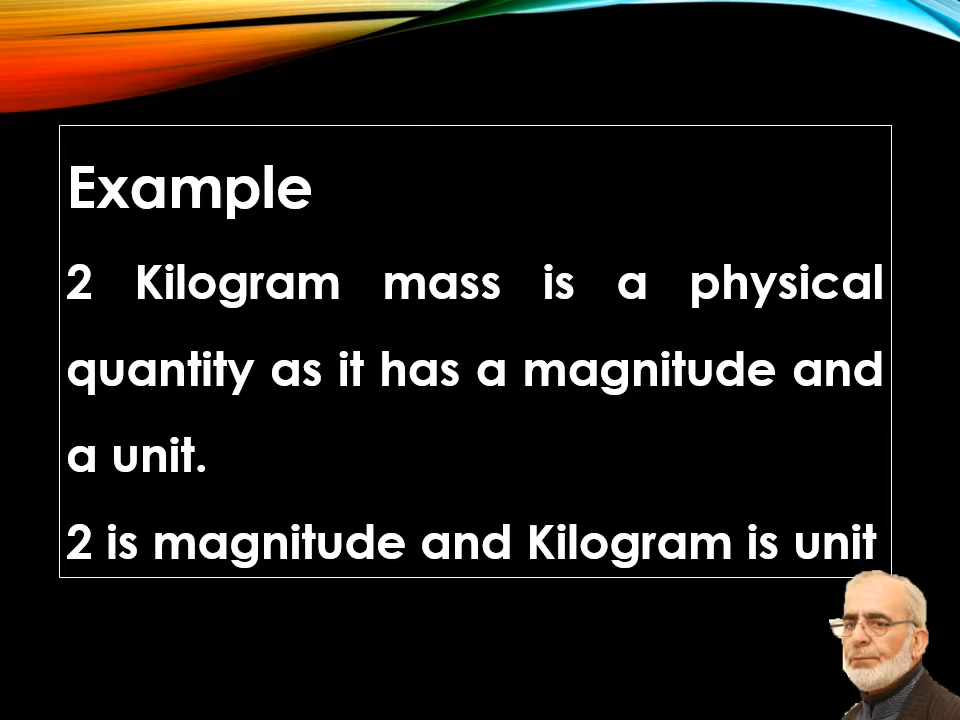 Example
2 Kilogram mass is a physical
quantity as it has a magnitude and
a unit.
2 is magnitude and Kilogram is unit